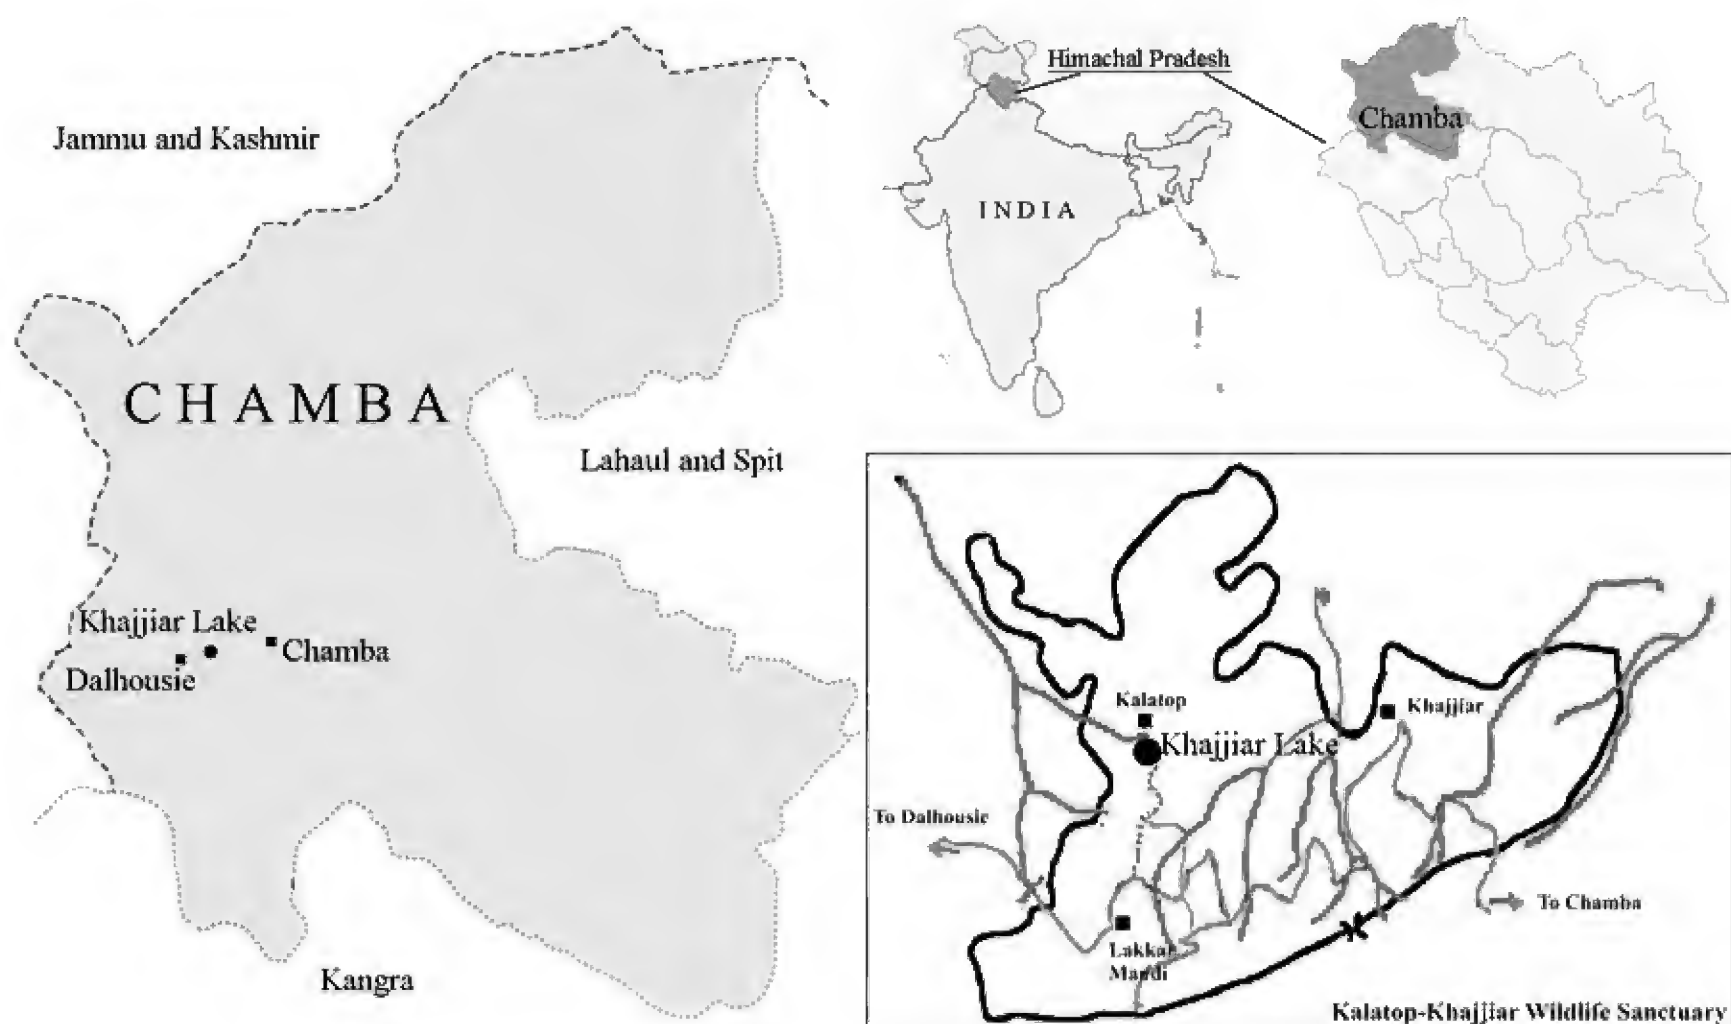 Jammu and Kashmir
CHAMBA
Lahaul and Spit
Khajjiar Lake
Chamba
Dalhousie
Kangra
Himachal Pradesh
INDIA
Chamba
Kalatop
Khajjiar Lake
Khajjiar
To Dalhousie
To Chamba
Lakkar
Mandi
Kalatop-Khajjiar Wildlife Sanctuary